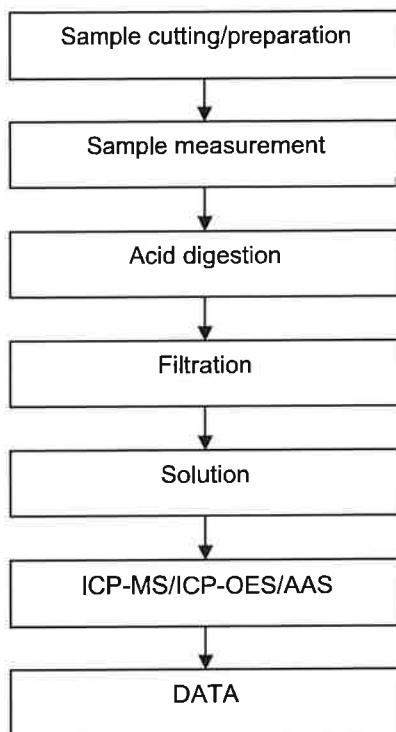 Sample cutting/preparation
Sample measurement
Acid digestion
Filtration
Solution
ICP-MS/ICP-OES/AAS
DATA